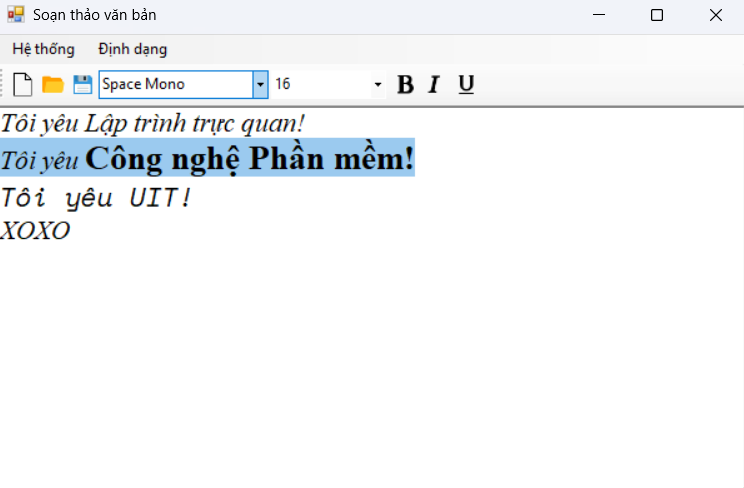 Soạn thảo văn bản
Hệ thống Định dạng
Space Mono 16 B I U
Tôi yêu Lập trình trực quan!
Tôi yêu Công nghệ Phần mềm!
Tôi yêu UIT!
XOXO